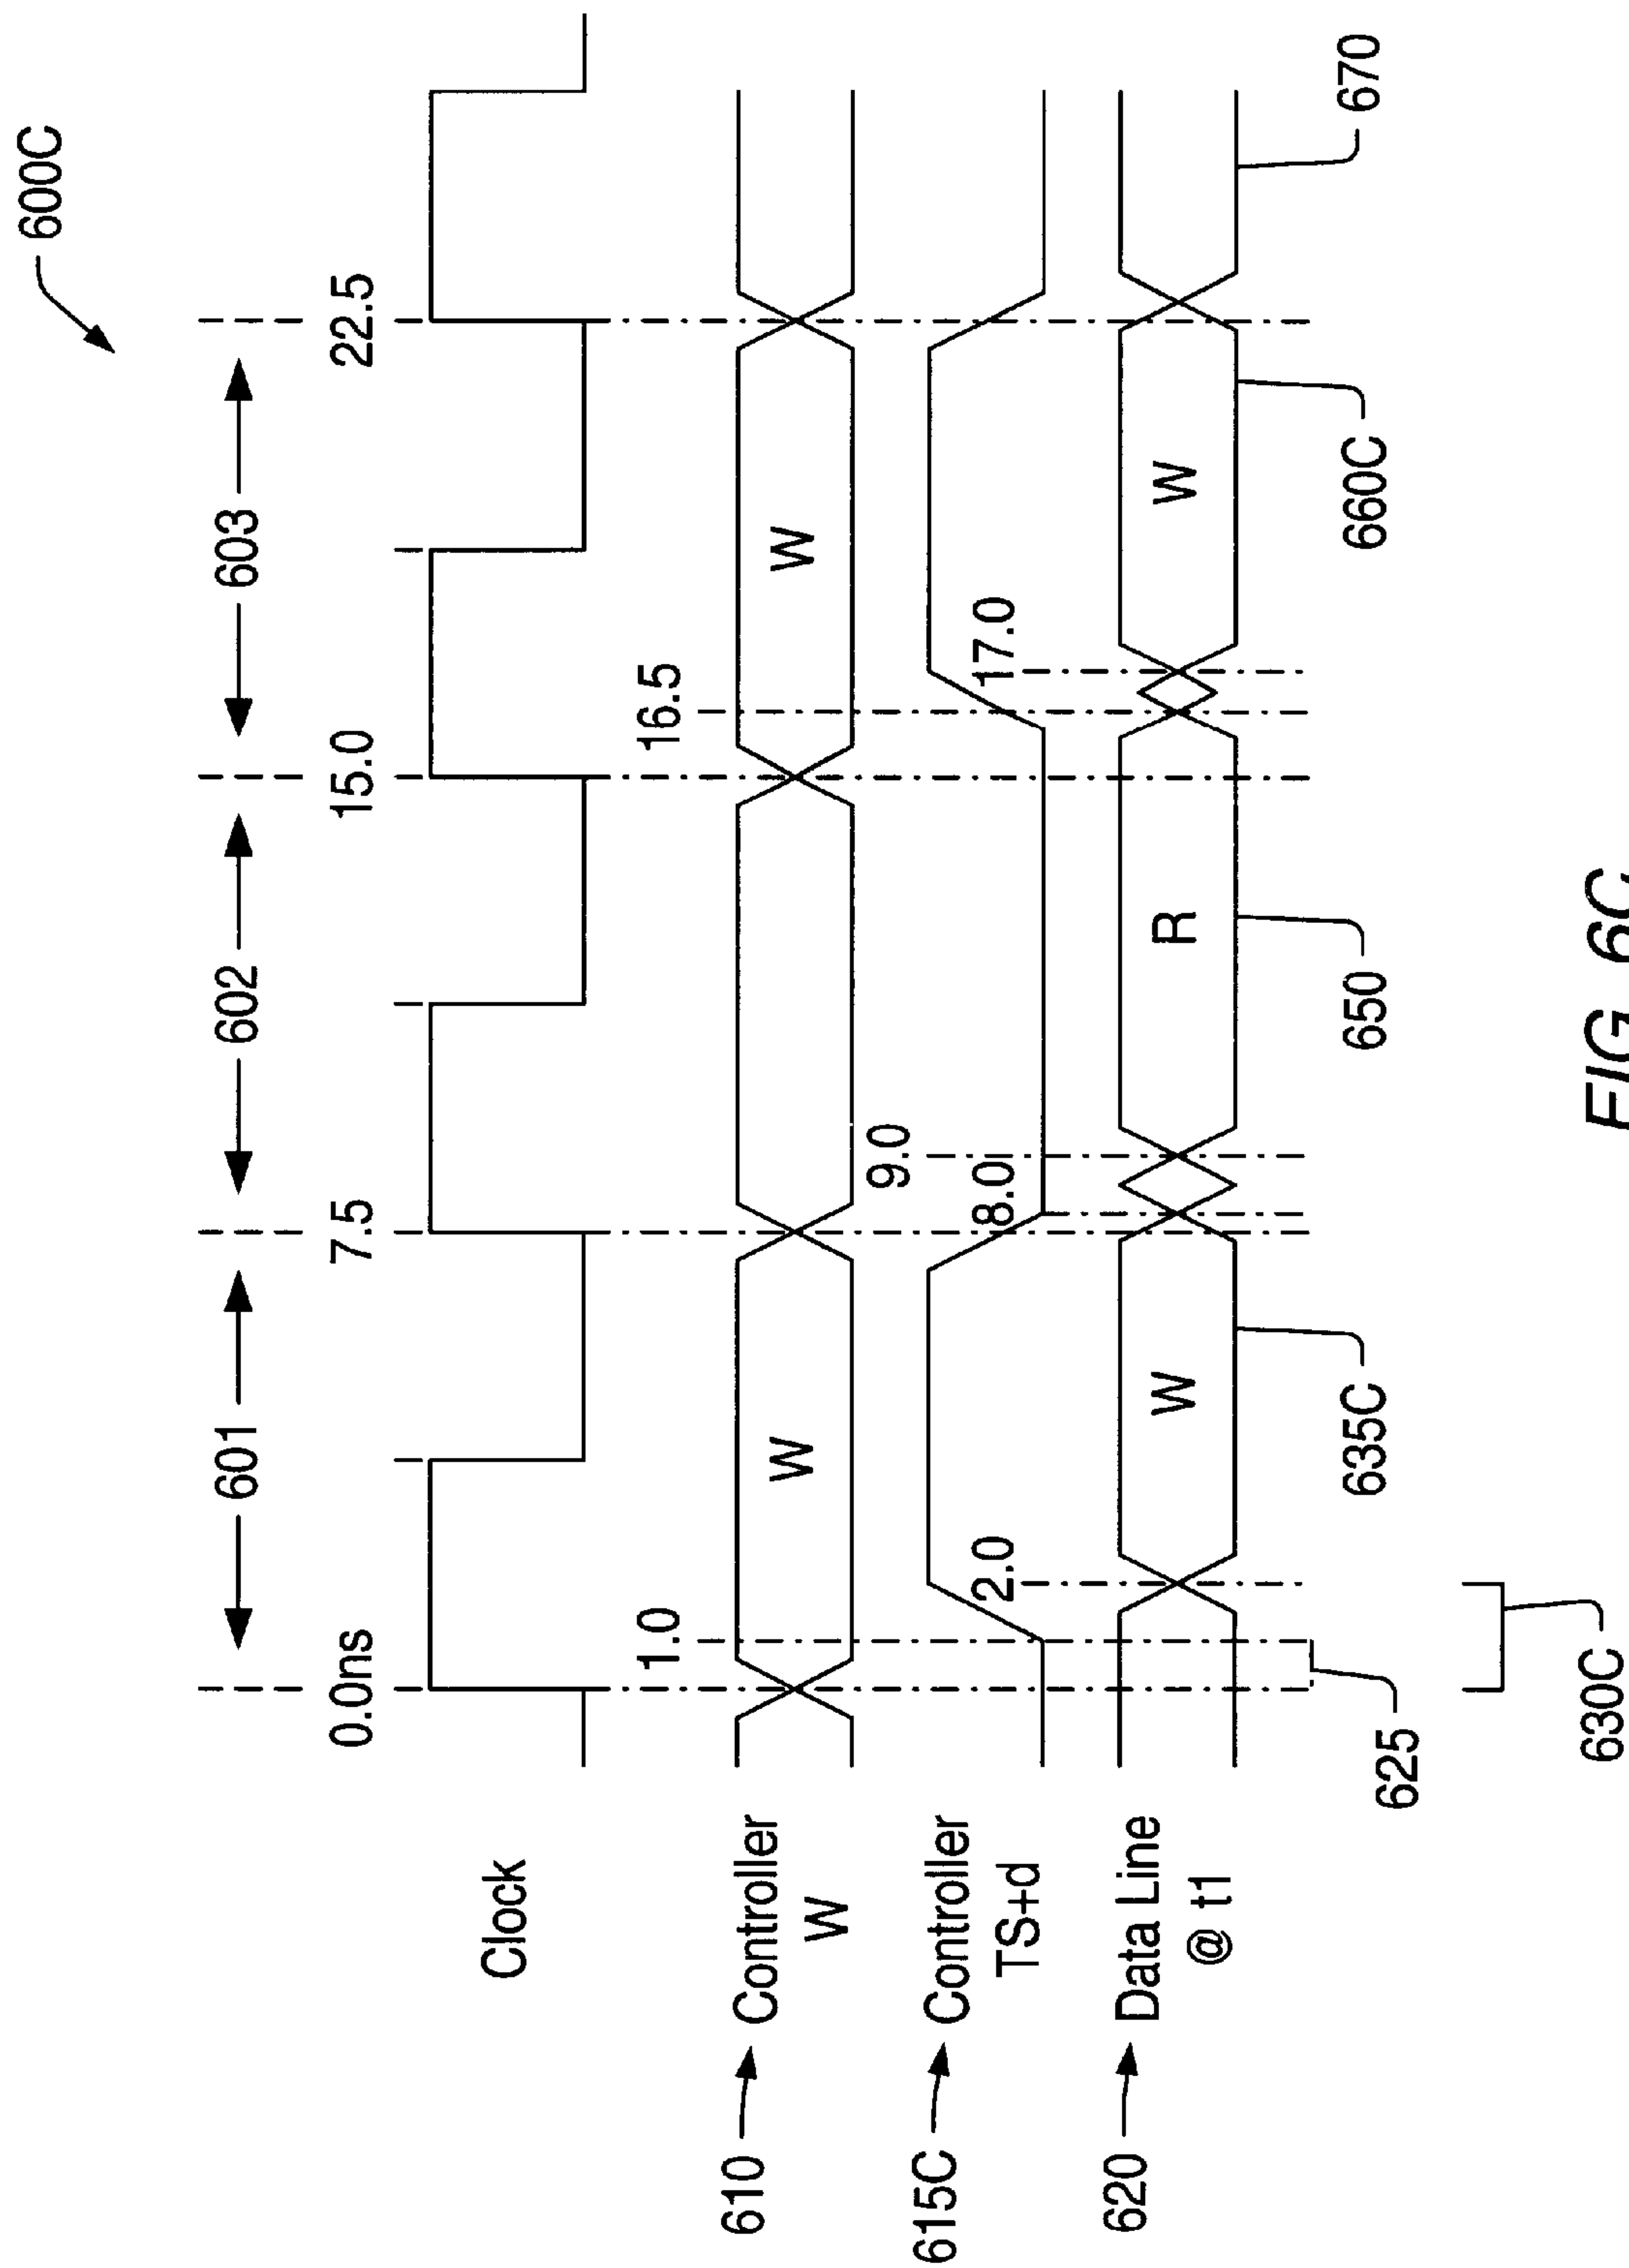 600C
601
602
603
0.0ns
7.5
15.0
22.5
Clock
1.0
16.5
610
Controller
W
W
W
9.0
615C
Controller
TS+d
2.0
8.0
17.0
620
Data Line
@ t1
W
R
W
625
630C
635C
650
660C
670
FIG. 6C